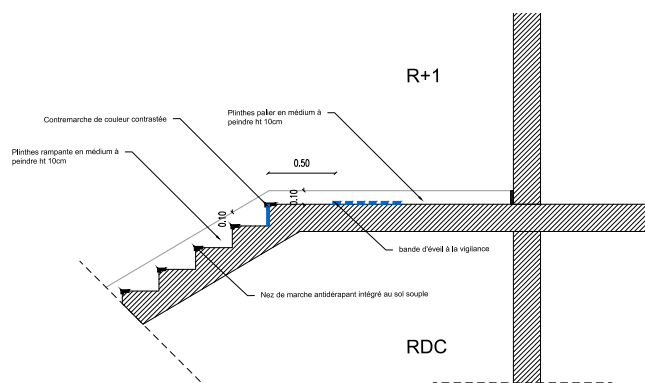 R+1
Contremarche de couleur contrastée
Plinthes palier en médium à
peindre ht 10cm
Plinthes rampante en médium à
peindre ht 10cm
0.50
0.10
0.10
bande d'éveil à la vigilance
Nez de marche antidérapant intégré au sol souple
RDC